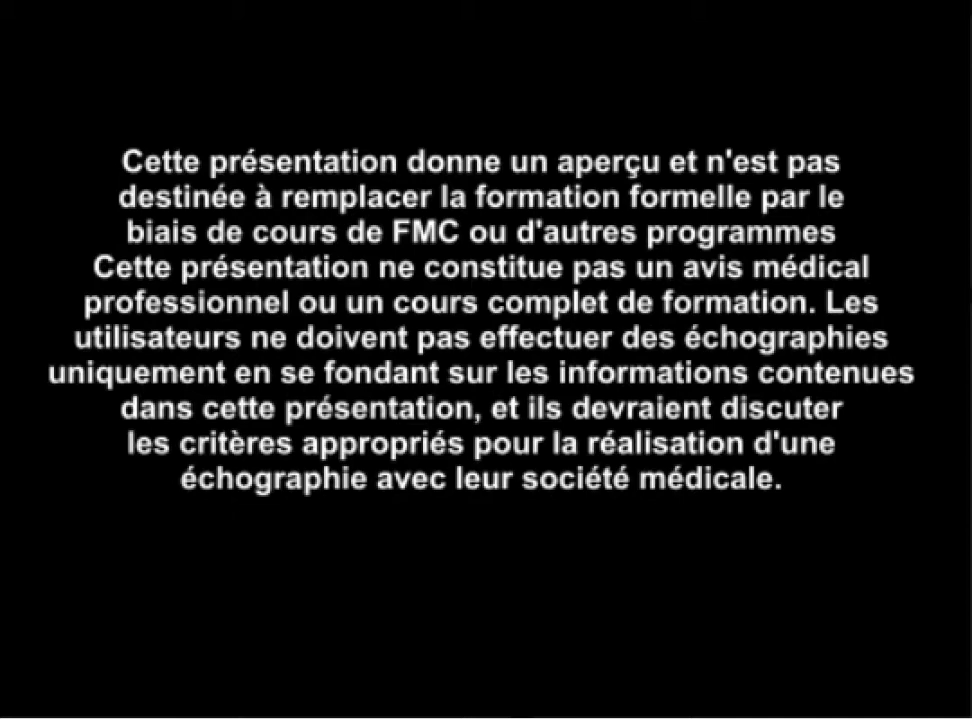 Cette présentation donne un aperçu et n'est pas
destinée à remplacer la formation formelle par le
biais de cours de FMC ou d'autres programmes
Cette présentation ne constitue pas un avis médical
professionnel ou un cours complet de formation. Les
utilisateurs ne doivent pas effectuer des échographies
uniquement en se fondant sur les informations contenues
dans cette présentation, et ils devraient discuter
les critères appropriés pour la réalisation d'une
échographie avec leur société médicale.